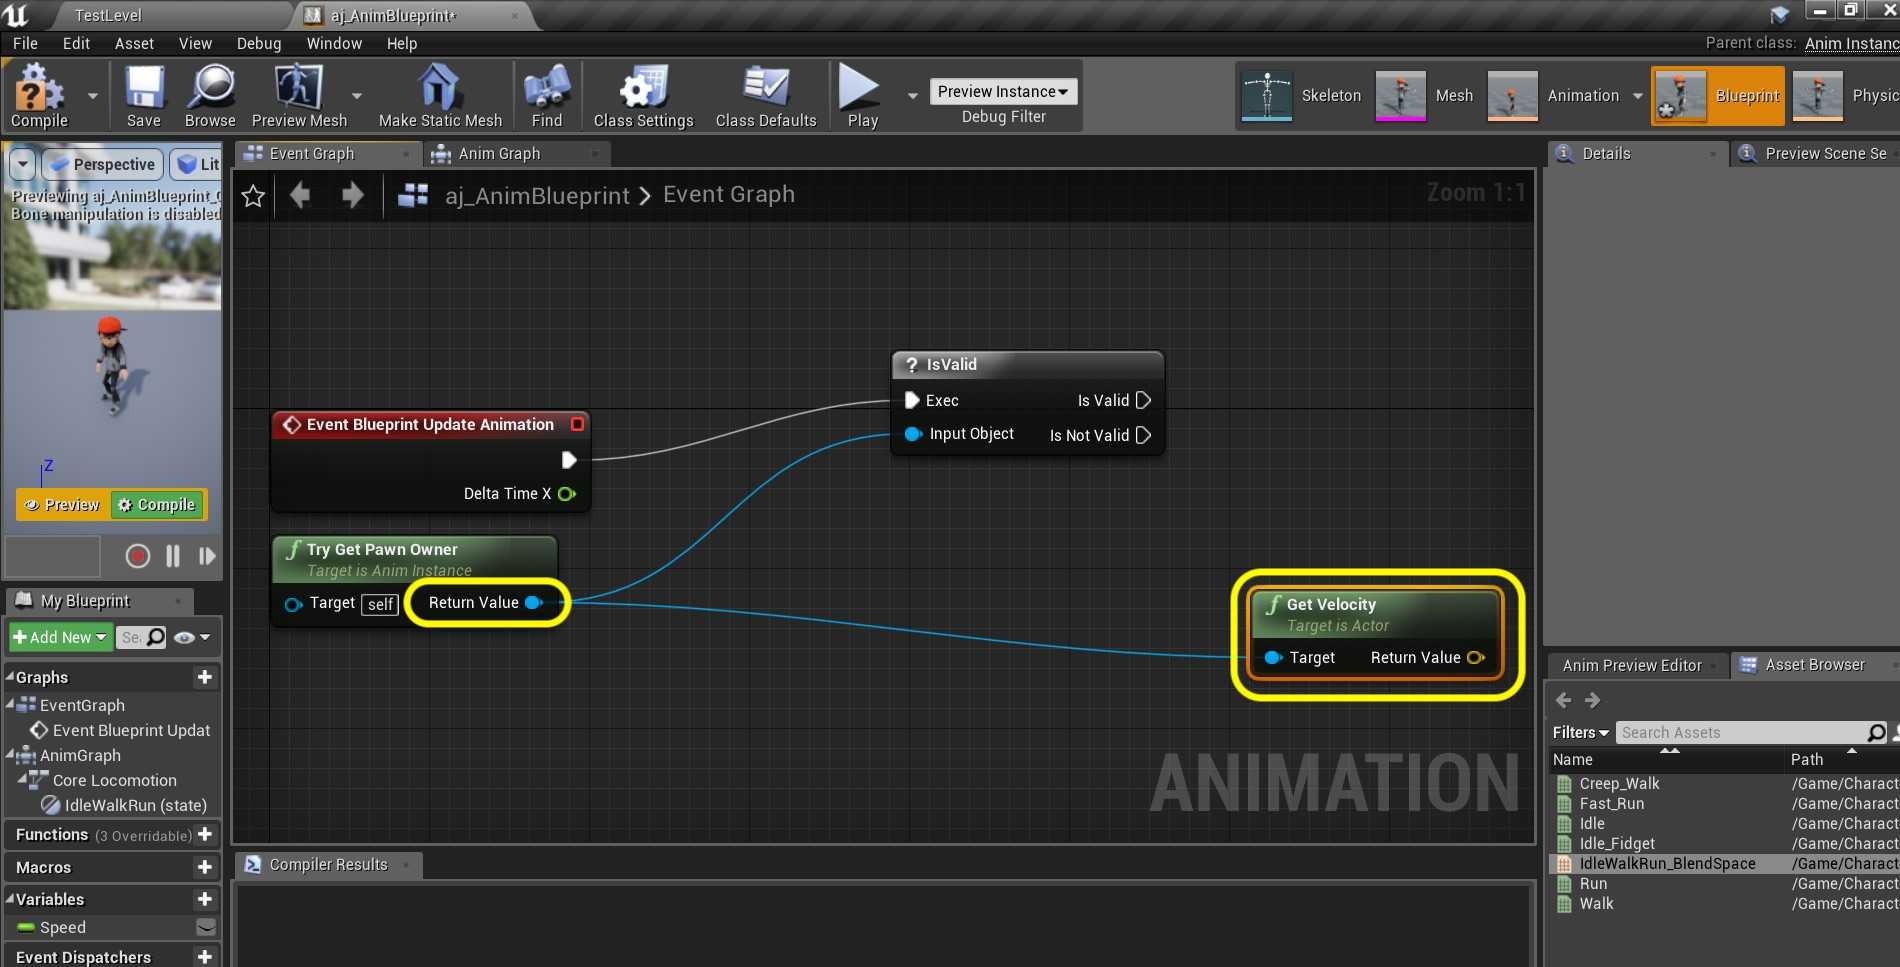 TestLevel
aj_AnimBlueprint*
File Edit Asset View Debug Window Help
Parent class: Anim Instanc
Compile
Save
Browse
Preview Mesh
Make Static Mesh
Find
Class Settings
Class Defaults
Play
Preview Instance
Debug Filter
Skeleton
Mesh
Animation
Blueprint
Physic
Perspective
Lit
Previewing aj_AnimBlueprint_
Bone manipulation is disabled
Z
Preview
Compile
Event Graph
Anim Graph
aj_AnimBlueprint > Event Graph
Zoom 1:1
? IsValid
Exec
Is Valid
Input Object
Is Not Valid
Event Blueprint Update Animation
Delta Time X
f Try Get Pawn Owner
Target is Anim Instance
Target self
Return Value
f Get Velocity
Target is Actor
Target
Return Value
ANIMATION
My Blueprint
+Add New
Se
Graphs
EventGraph
Event Blueprint Updat
AnimGraph
Core Locomotion
IdleWalkRun (state)
Functions (3 Overridable)
Macros
Variables
Speed
Event Dispatchers
Compiler Results
Details
Preview Scene Se
Anim Preview Editor
Asset Browser
Filters
Search Assets
Name Path
Creep_Walk /Game/Charact
Fast_Run /Game/Charact
Idle /Game/Charact
Idle_Fidget /Game/Charact
IdleWalkRun_BlendSpace /Game/Charact
Run /Game/Charact
Walk /Game/Charact